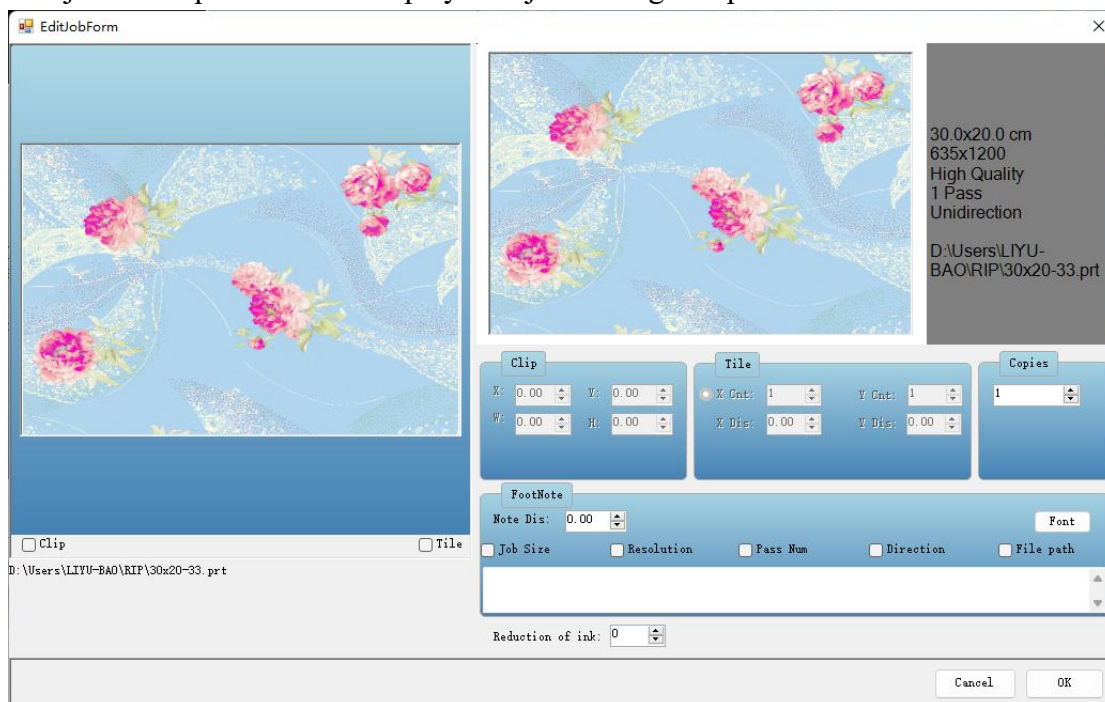 EditJobForm
30.0x20.0 cm
635x1200
High Quality
1 Pass
Unidirection
D:\Users\LIYU-
BAO\RIP\30x20-33.prt
Clip
X: 0.00 Y: 0.00
W: 0.00 H: 0.00
Tile
X Cnt: 1 Y Cnt: 1
X Dis: 0.00 Y Dis: 0.00
Copies
1
FootNote
Note Dis: 0.00 Font
Job Size Resolution Pass Num Direction File path
Clip Tile
D:\Users\LIYU-BAO\RIP\30x20-33.prt
Reduction of ink: 0
Cancel OK